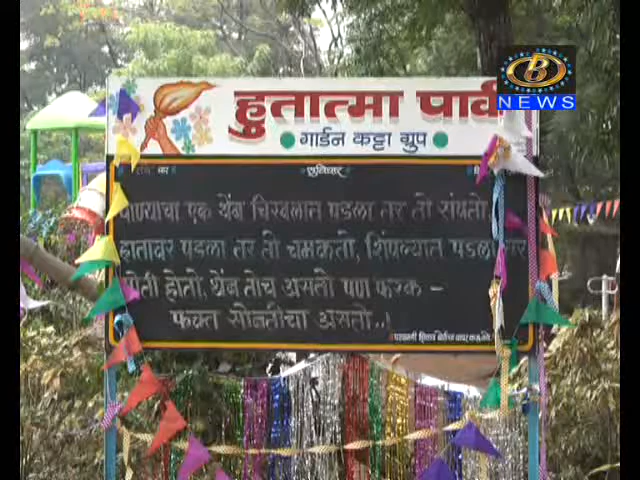 B
NEWS
हुतात्मा पार्क
गार्डन कट्टा ग्रुप
सुविचार
पाण्याचा एक थेंब चिखलात पडला तर तो संपतो,
हातावर पडला तर तो चमकतो, शिंपल्यात पडला तर
मोती होतो, थेंब तोच असतो पण फरक -
फक्त सोबतीचा असतो..!